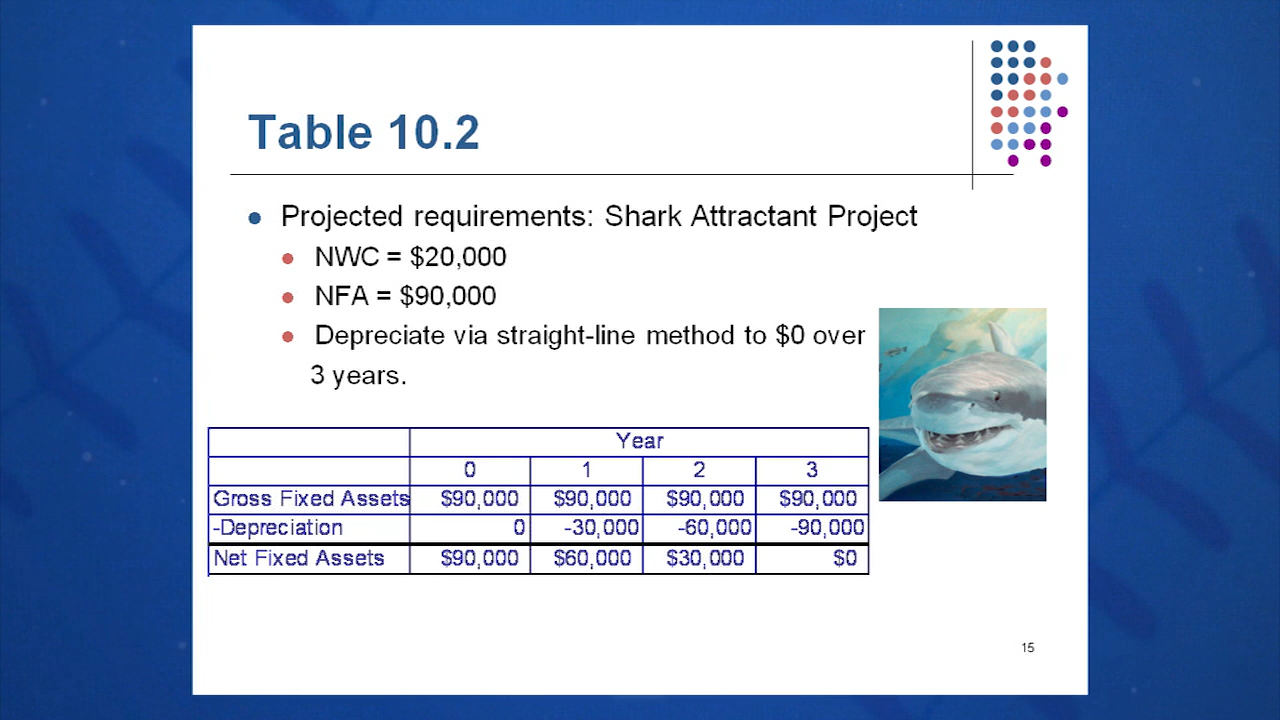 Table 10.2
Projected requirements: Shark Attractant Project
NWC = $20,000
NFA = $90,000
Depreciate via straight-line method to $0 over
3 years.
Year
0 1 2 3
Gross Fixed Assets $90,000 $90,000 $90,000 $90,000
-Depreciation 0 -30,000 -60,000 -90,000
Net Fixed Assets $90,000 $60,000 $30,000 $0
15